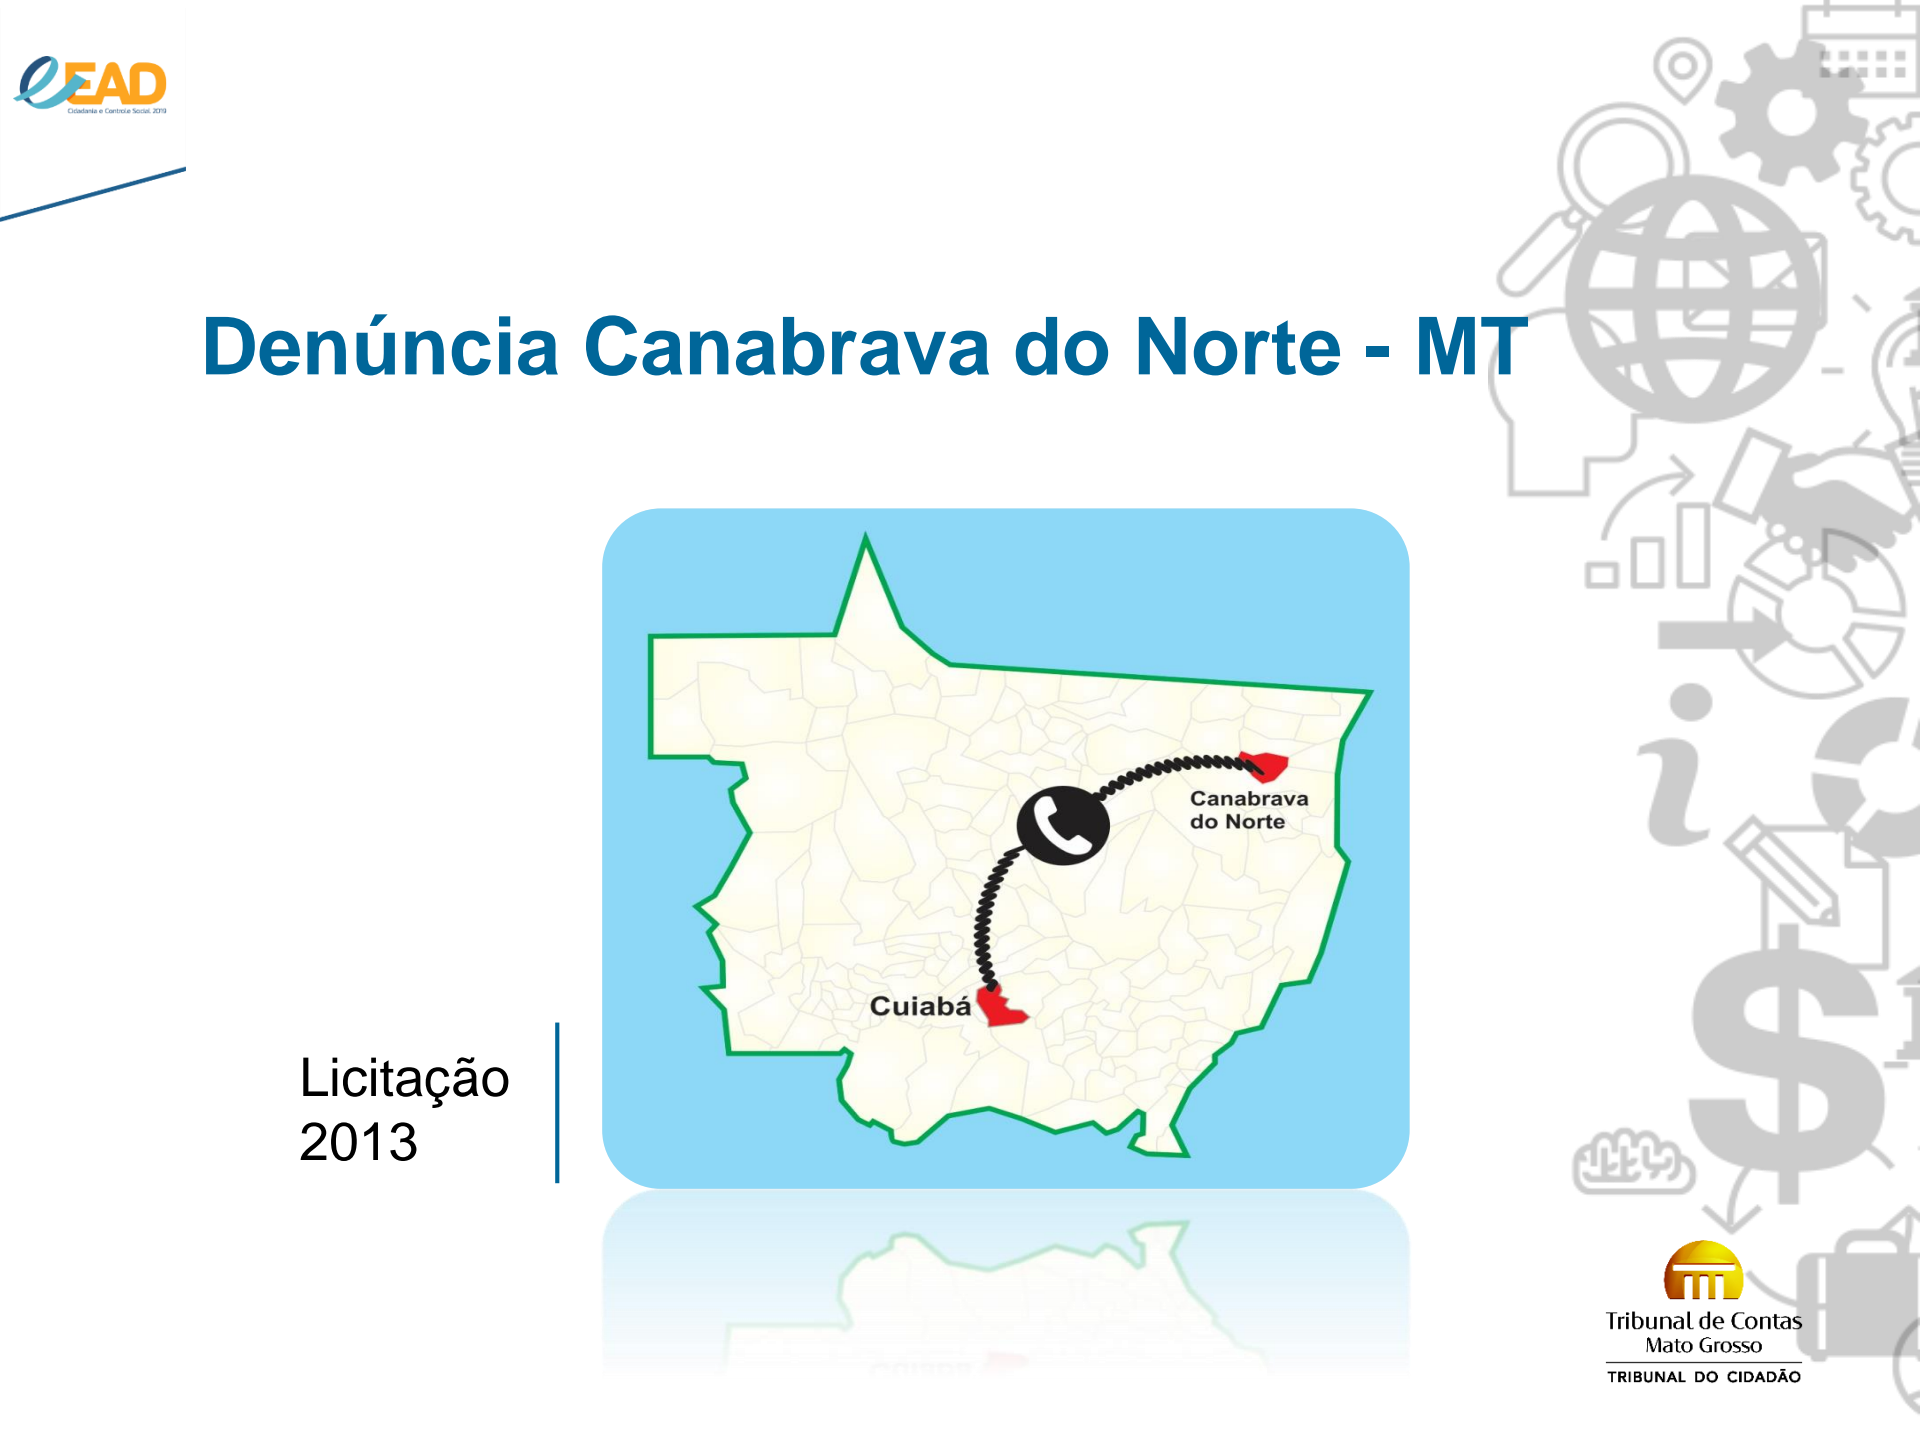 EAD
Cidadania e Controle Social, 2019
Denúncia Canabrava do Norte - MT
Canabrava
do Norte
Cuiabá
Licitação
2013
Tribunal de Contas
Mato Grosso
TRIBUNAL DO CIDADÃO